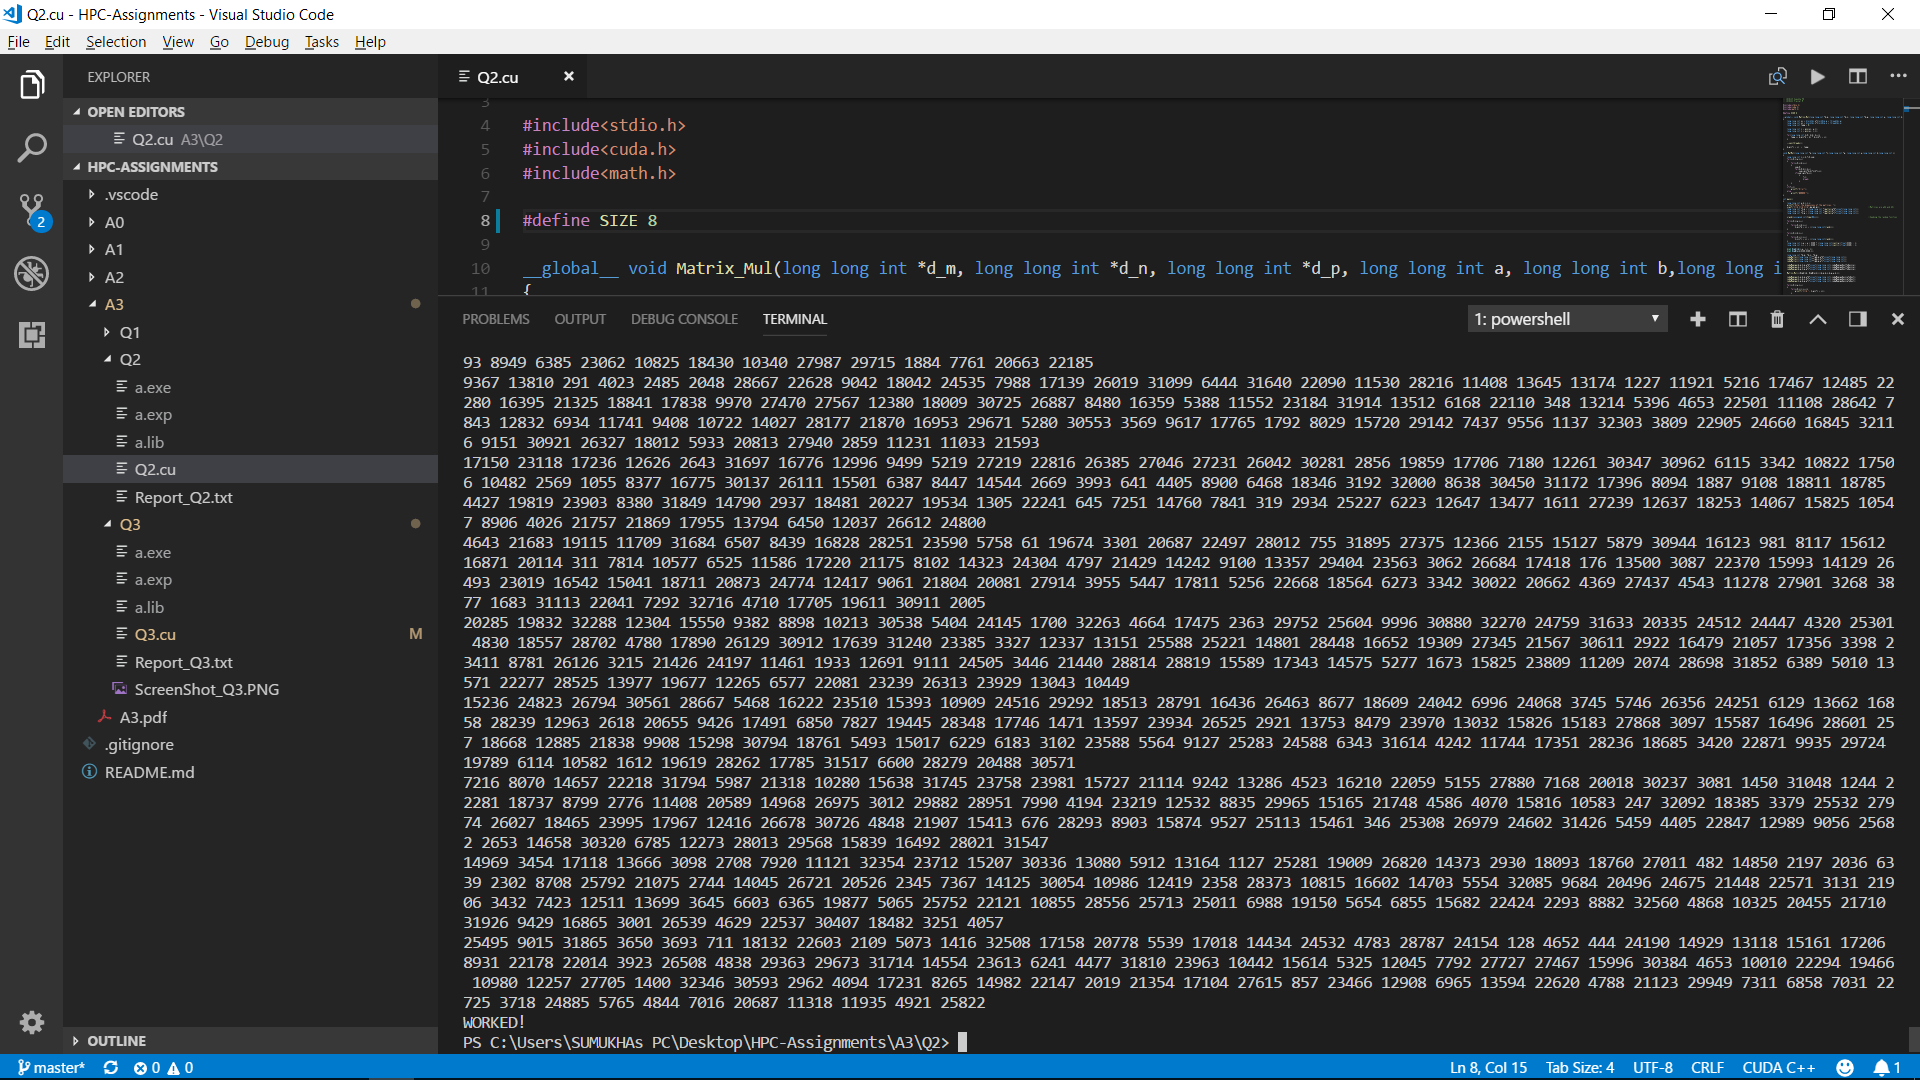 Q2.cu - HPC-Assignments - Visual Studio Code
File Edit Selection View Go Debug Tasks Help
EXPLORER
OPEN EDITORS
Q2.cu A3\Q2
HPC-ASSIGNMENTS
.vscode
A0
A1
A2
A3
Q1
Q2
a.exe
a.exp
a.lib
Q2.cu
Report_Q2.txt
Q3
a.exe
a.exp
a.lib
Q3.cu M
Report_Q3.txt
ScreenShot_Q3.PNG
A3.pdf
.gitignore
README.md
OUTLINE
2
Q2.cu
3
4 #include<stdio.h>
5 #include<cuda.h>
6 #include<math.h>
7
8 #define SIZE 8
9
10 __global__ void Matrix_Mul(long long int *d_m, long long int *d_n, long long int *d_p, long long int a, long long int b,long long i
11 {
PROBLEMS OUTPUT DEBUG CONSOLE TERMINAL 1: powershell
93 8949 6385 23062 10825 18430 10340 27987 29715 1884 7761 20663 22185
9367 13810 291 4023 2485 2048 28667 22628 9042 18042 24535 7988 17139 26019 31099 6444 31640 22090 11530 28216 11408 13645 13174 1227 11921 5216 17467 12485 22
280 16395 21325 18841 17838 9970 27470 27567 12380 18009 30725 26887 8480 16359 5388 11552 23184 31914 13512 6168 22110 348 13214 5396 4653 22501 11108 28642 7
843 12832 6934 11741 9408 10722 14027 28177 21870 16953 29671 5280 30553 3569 9617 17765 1792 8029 15720 29142 7437 9556 1137 32303 3809 22905 24660 16845 3211
6 9151 30921 26327 18012 5933 20813 27940 2859 11231 11033 21593
17150 23118 17236 12626 2643 31697 16776 12996 9499 5219 27219 22816 26385 27046 27231 26042 30281 2856 19859 17706 7180 12261 30347 30962 6115 3342 10822 1750
6 10482 2569 1055 8377 16775 30137 26111 15501 6387 8447 14544 2669 3993 641 4405 8900 6468 18346 3192 32000 8638 30450 31172 17396 8094 1887 9108 18811 18785
4427 19819 23903 8380 31849 14790 2937 18481 20227 19534 1305 22241 645 7251 14760 7841 319 2934 25227 6223 12647 13477 1611 27239 12637 18253 14067 15825 1054
7 8906 4026 21757 21869 17955 13794 6450 12037 26612 24800
4643 21683 19115 11709 31684 6507 8439 16828 28251 23590 5758 61 19674 3301 20687 22497 28012 755 31895 27375 12366 2155 15127 5879 30944 16123 981 8117 15612
16871 20114 311 7814 10577 6525 11586 17220 21175 8102 14323 24304 4797 21429 14242 9100 13357 29404 23563 3062 26684 17418 176 13500 3087 22370 15993 14129 26
493 23019 16542 15041 18711 20873 24774 12417 9061 21804 20081 27914 3955 5447 17811 5256 22668 18564 6273 3342 30022 20662 4369 27437 4543 11278 27901 3268 38
77 1683 31113 22041 7292 32716 4710 17705 19611 30911 2005
20285 19832 32288 12304 15550 9382 8898 10213 30538 5404 24145 1700 32263 4664 17475 2363 29752 25604 9996 30880 32270 24759 31633 20335 24512 24447 4320 25301
4830 18557 28702 4780 17890 26129 30912 17639 31240 23385 3327 12337 13151 25588 25221 14801 28448 16652 19309 27345 21567 30611 2922 16479 21057 17356 3398 2
3411 8781 26126 3215 21426 24197 11461 1933 12691 9111 24505 3446 21440 28814 28819 15589 17343 14575 5277 1673 15825 23809 11209 2074 28698 31852 6389 5010 13
571 22277 28525 13977 19677 12265 6577 22081 23239 26313 23929 13043 10449
15236 24823 26794 30561 28667 5468 16222 23510 15393 10909 24516 29292 18513 28791 16436 26463 8677 18609 24042 6996 24068 3745 5746 26356 24251 6129 13662 168
58 28239 12963 2618 20655 9426 17491 6850 7827 19445 28348 17746 1471 13597 23934 26525 2921 13753 8479 23970 13032 15826 15183 27868 3097 15587 16496 28601 25
7 18668 12885 21838 9908 15298 30794 18761 5493 15017 6229 6183 3102 23588 5564 9127 25283 24588 6343 31614 4242 11744 17351 28236 18685 3420 22871 9935 29724
19789 6114 10582 1612 19619 28262 17785 31517 6600 28279 20488 30571
7216 8070 14657 22218 31794 5987 21318 10280 15638 31745 23758 23981 15727 21114 9242 13286 4523 16210 22059 5155 27880 7168 20018 30237 3081 1450 31048 1244 2
2281 18737 8799 2776 11408 20589 14968 26975 3012 29882 28951 7990 4194 23219 12532 8835 29965 15165 21748 4586 4070 15816 10583 247 32092 18385 3379 25532 279
74 26027 18465 23995 17967 12416 26678 30726 4848 21907 15413 676 28293 8903 15874 9527 25113 15461 346 25308 26979 24602 31426 5459 4405 22847 12989 9056 2568
2 2653 14658 30320 6785 12273 28013 29568 15839 16492 28021 31547
14969 3454 17118 13666 3098 2708 7920 11121 32354 23712 15207 30336 13080 5912 13164 1127 25281 19009 26820 14373 2930 18093 18760 27011 482 14850 2197 2036 63
39 2302 8708 25792 21075 2744 14045 26721 20526 2345 7367 14125 30054 10986 12419 2358 28373 10815 16602 14703 5554 32085 9684 20496 24675 21448 22571 3131 219
06 3432 7423 12511 13699 3645 6603 6365 19877 5065 25752 22121 10855 28556 25713 25011 6988 19150 5654 6855 15682 22424 2293 8882 32560 4868 10325 20455 21710
31926 9429 16865 3001 26539 4629 22537 30407 18482 3251 4057
25495 9015 31865 3650 3693 711 18132 22603 2109 5073 1416 32508 17158 20778 5539 17018 14434 24532 4783 28787 24154 128 4652 444 24190 14929 13118 15161 17206
8931 22178 22014 3923 26508 4838 29363 29673 31714 14554 23613 6241 4477 31810 23963 10442 15614 5325 12045 7792 27727 27467 15996 30384 4653 10010 22294 19466
10980 12257 27705 1400 32346 30593 2962 4094 17231 8265 14982 22147 2019 21354 17104 27615 857 23466 12908 6965 13594 22620 4788 21123 29949 7311 6858 7031 22
725 3718 24885 5765 4844 7016 20687 11318 11935 4921 25822
WORKED!
PS C:\Users\SUMUKHAs PC\Desktop\HPC-Assignments\A3\Q2>
master* 0 0 Ln 8, Col 15 Tab Size: 4 UTF-8 CRLF CUDA C++ 1